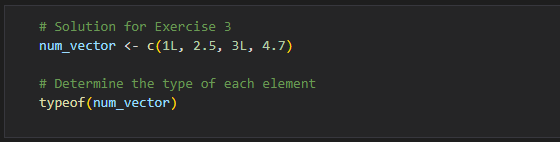 # Solution for Exercise 3
num_vector <- c(1L, 2.5, 3L, 4.7)
# Determine the type of each element
typeof(num_vector)